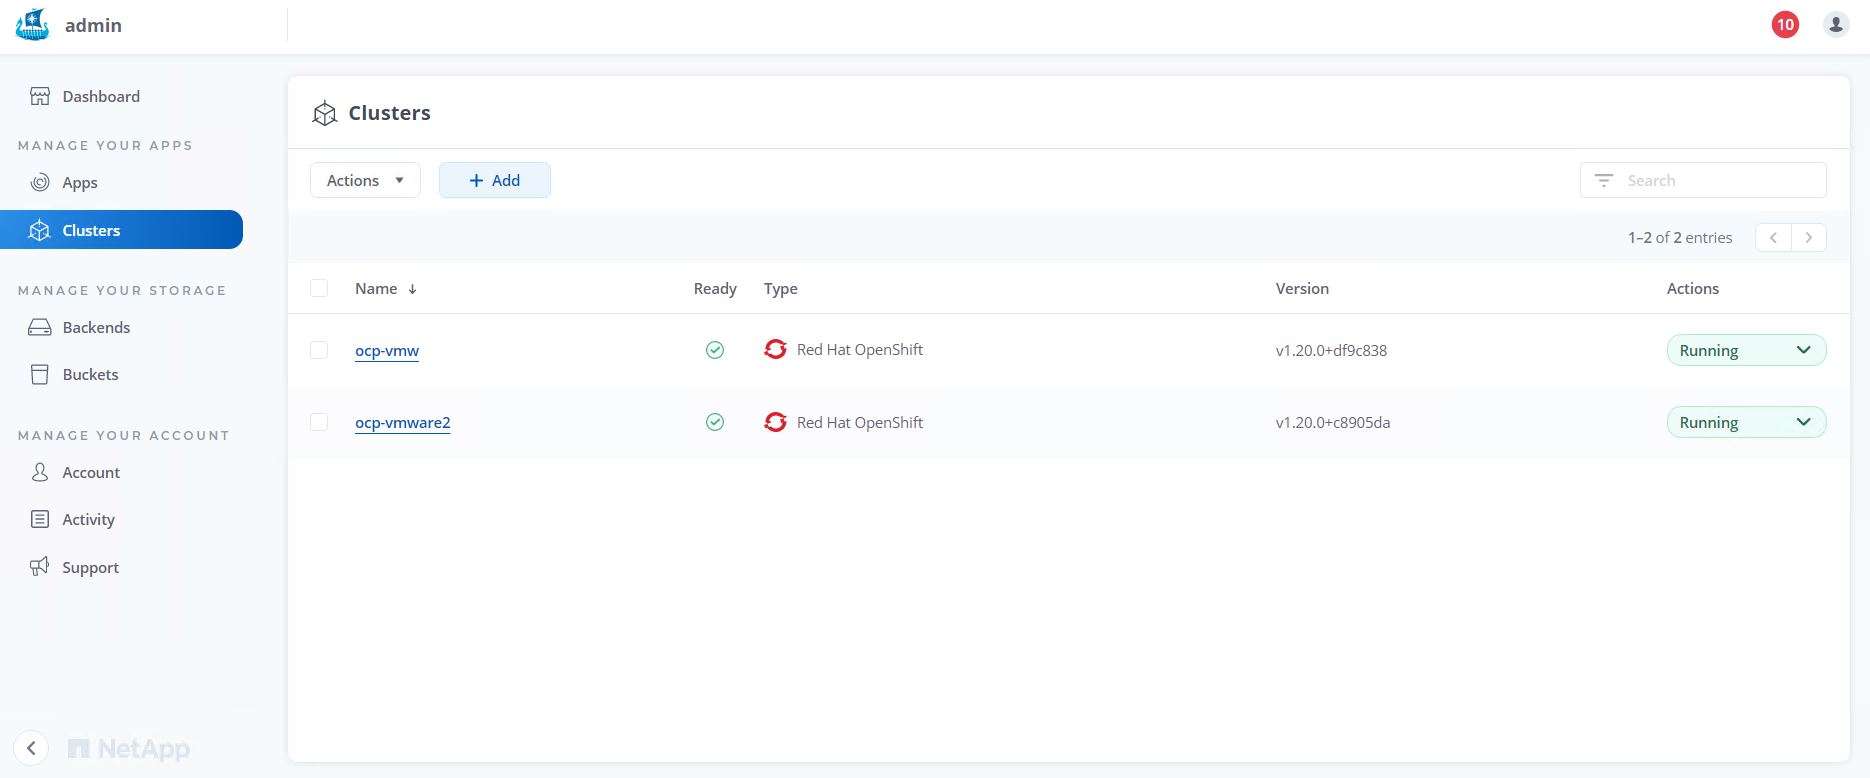 admin
10
Dashboard
MANAGE YOUR APPS
Apps
Clusters
MANAGE YOUR STORAGE
Backends
Buckets
MANAGE YOUR ACCOUNT
Account
Activity
Support
NetApp
Clusters
Actions
+ Add
Search
1–2 of 2 entries
Name ↓ Ready Type Version Actions
ocp-vmw Red Hat OpenShift v1.20.0+df9c838 Running
ocp-vmware2 Red Hat OpenShift v1.20.0+c8905da Running